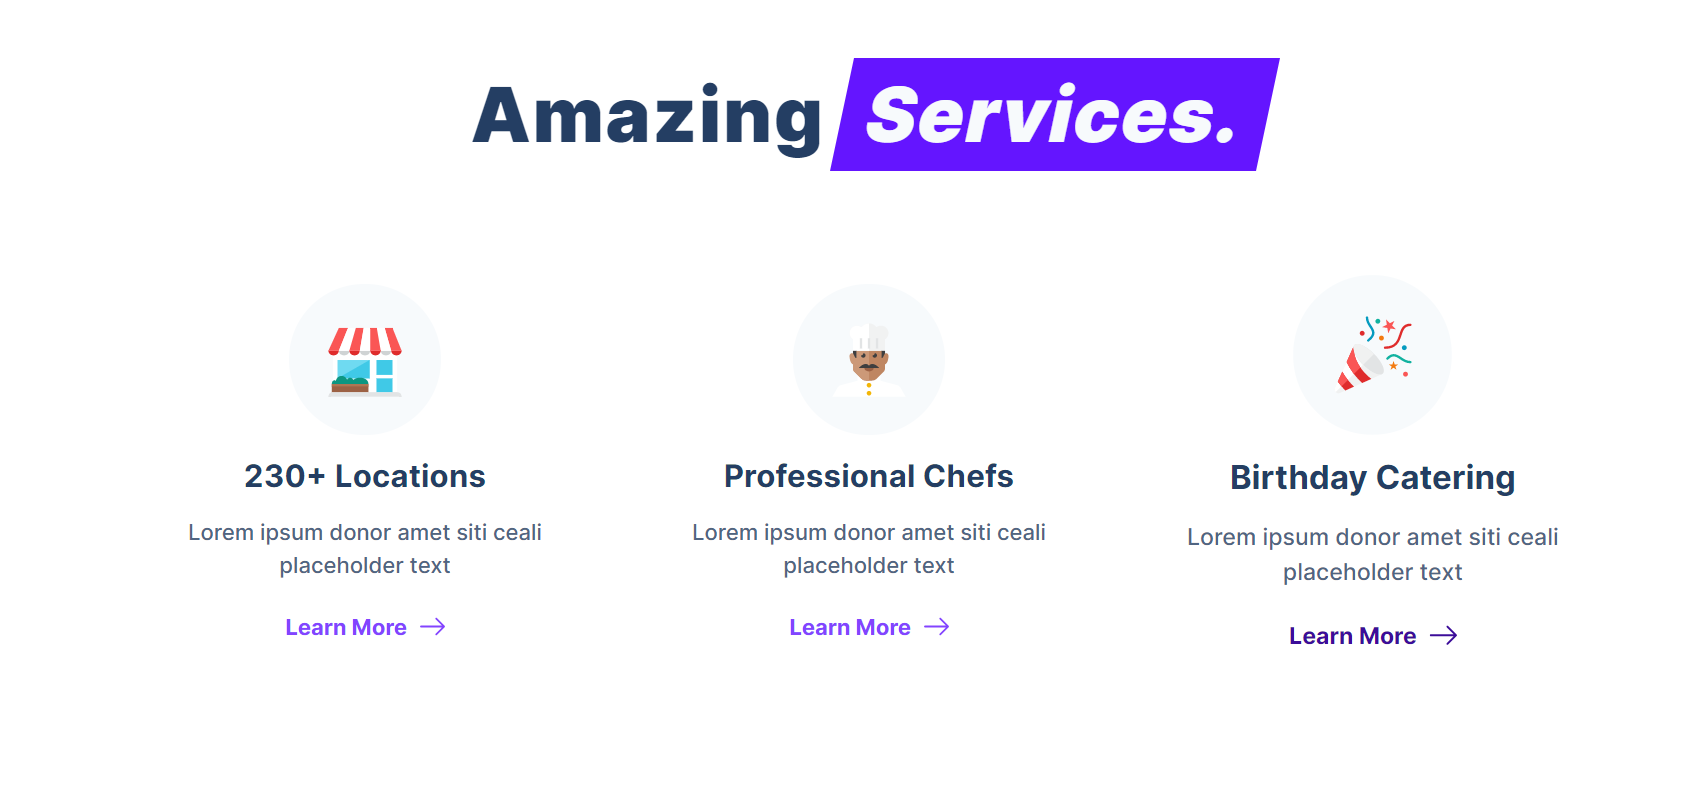 Amazing Services.
230+ Locations
Lorem ipsum donor amet siti ceali
placeholder text
Learn More
Professional Chefs
Lorem ipsum donor amet siti ceali
placeholder text
Learn More
Birthday Catering
Lorem ipsum donor amet siti ceali
placeholder text
Learn More